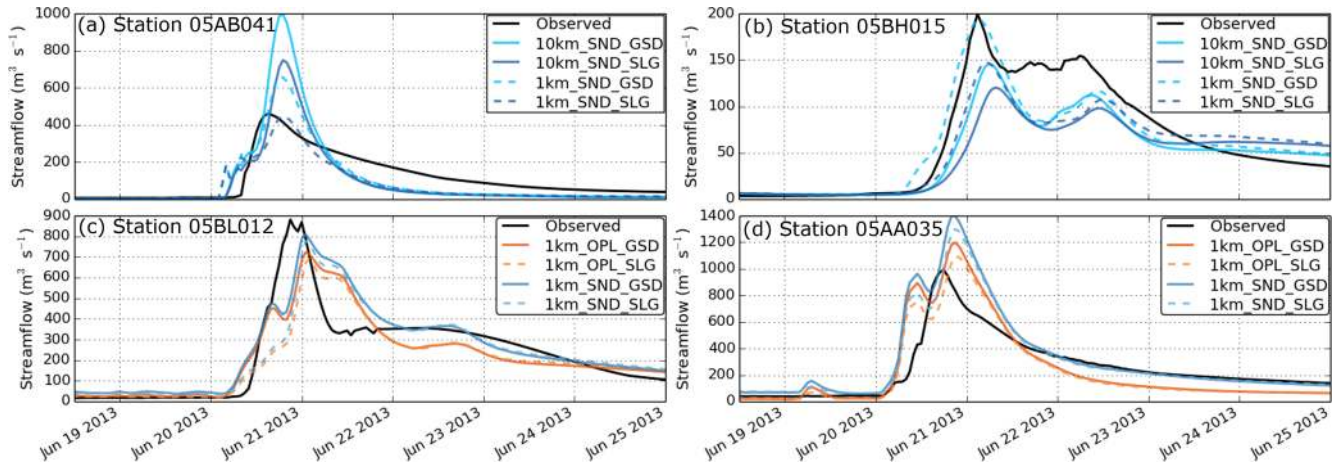 (a) Station 05AB041
Observed
10km_SND_GSD
10km_SND_SLG
1km_SND_GSD
1km_SND_SLG
1000
800
600
400
200
0
Streamflow (m³ s⁻¹)
(b) Station 05BH015
Observed
10km_SND_GSD
10km_SND_SLG
1km_SND_GSD
1km_SND_SLG
200
150
100
50
0
Streamflow (m³ s⁻¹)
(c) Station 05BL012
Observed
1km_OPL_GSD
1km_OPL_SLG
1km_SND_GSD
1km_SND_SLG
900
800
700
600
500
400
300
200
100
0
Streamflow (m³ s⁻¹)
Jun 19 2013
Jun 20 2013
Jun 21 2013
Jun 22 2013
Jun 23 2013
Jun 24 2013
Jun 25 2013
(d) Station 05AA035
Observed
1km_OPL_GSD
1km_OPL_SLG
1km_SND_GSD
1km_SND_SLG
1400
1200
1000
800
600
400
200
0
Streamflow (m³ s⁻¹)
Jun 19 2013
Jun 20 2013
Jun 21 2013
Jun 22 2013
Jun 23 2013
Jun 24 2013
Jun 25 2013